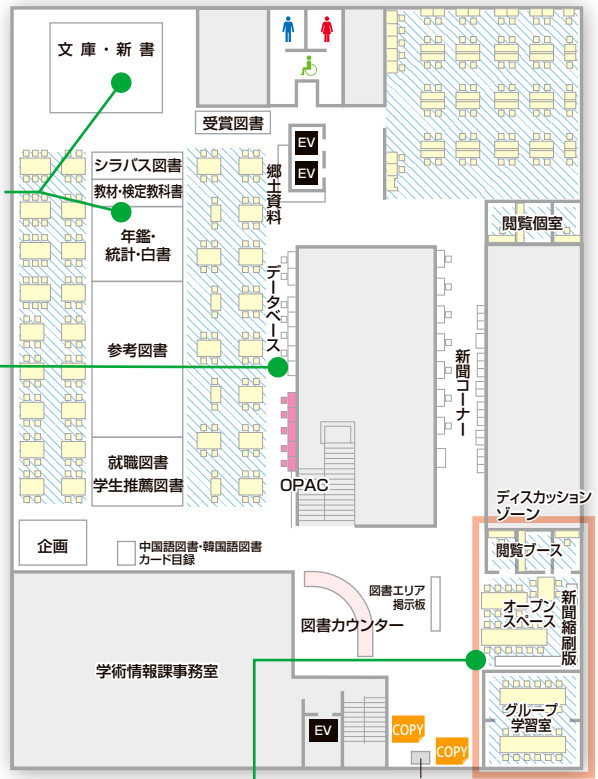 文庫・新書
受賞図書
EV
EV
シラバス図書
教材・検定教科書
郷土資料
年鑑・
統計・白書
閲覧個室
データベース
参考図書
新聞コーナー
就職図書
学生推薦図書
OPAC
ディスカッション
ゾーン
企画
中国語図書・韓国語図書
カード目録
閲覧ブース
図書エリア
掲示板
オープン
スペース
新聞縮刷版
図書カウンター
学術情報課事務室
グループ
学習室
EV
COPY
COPY